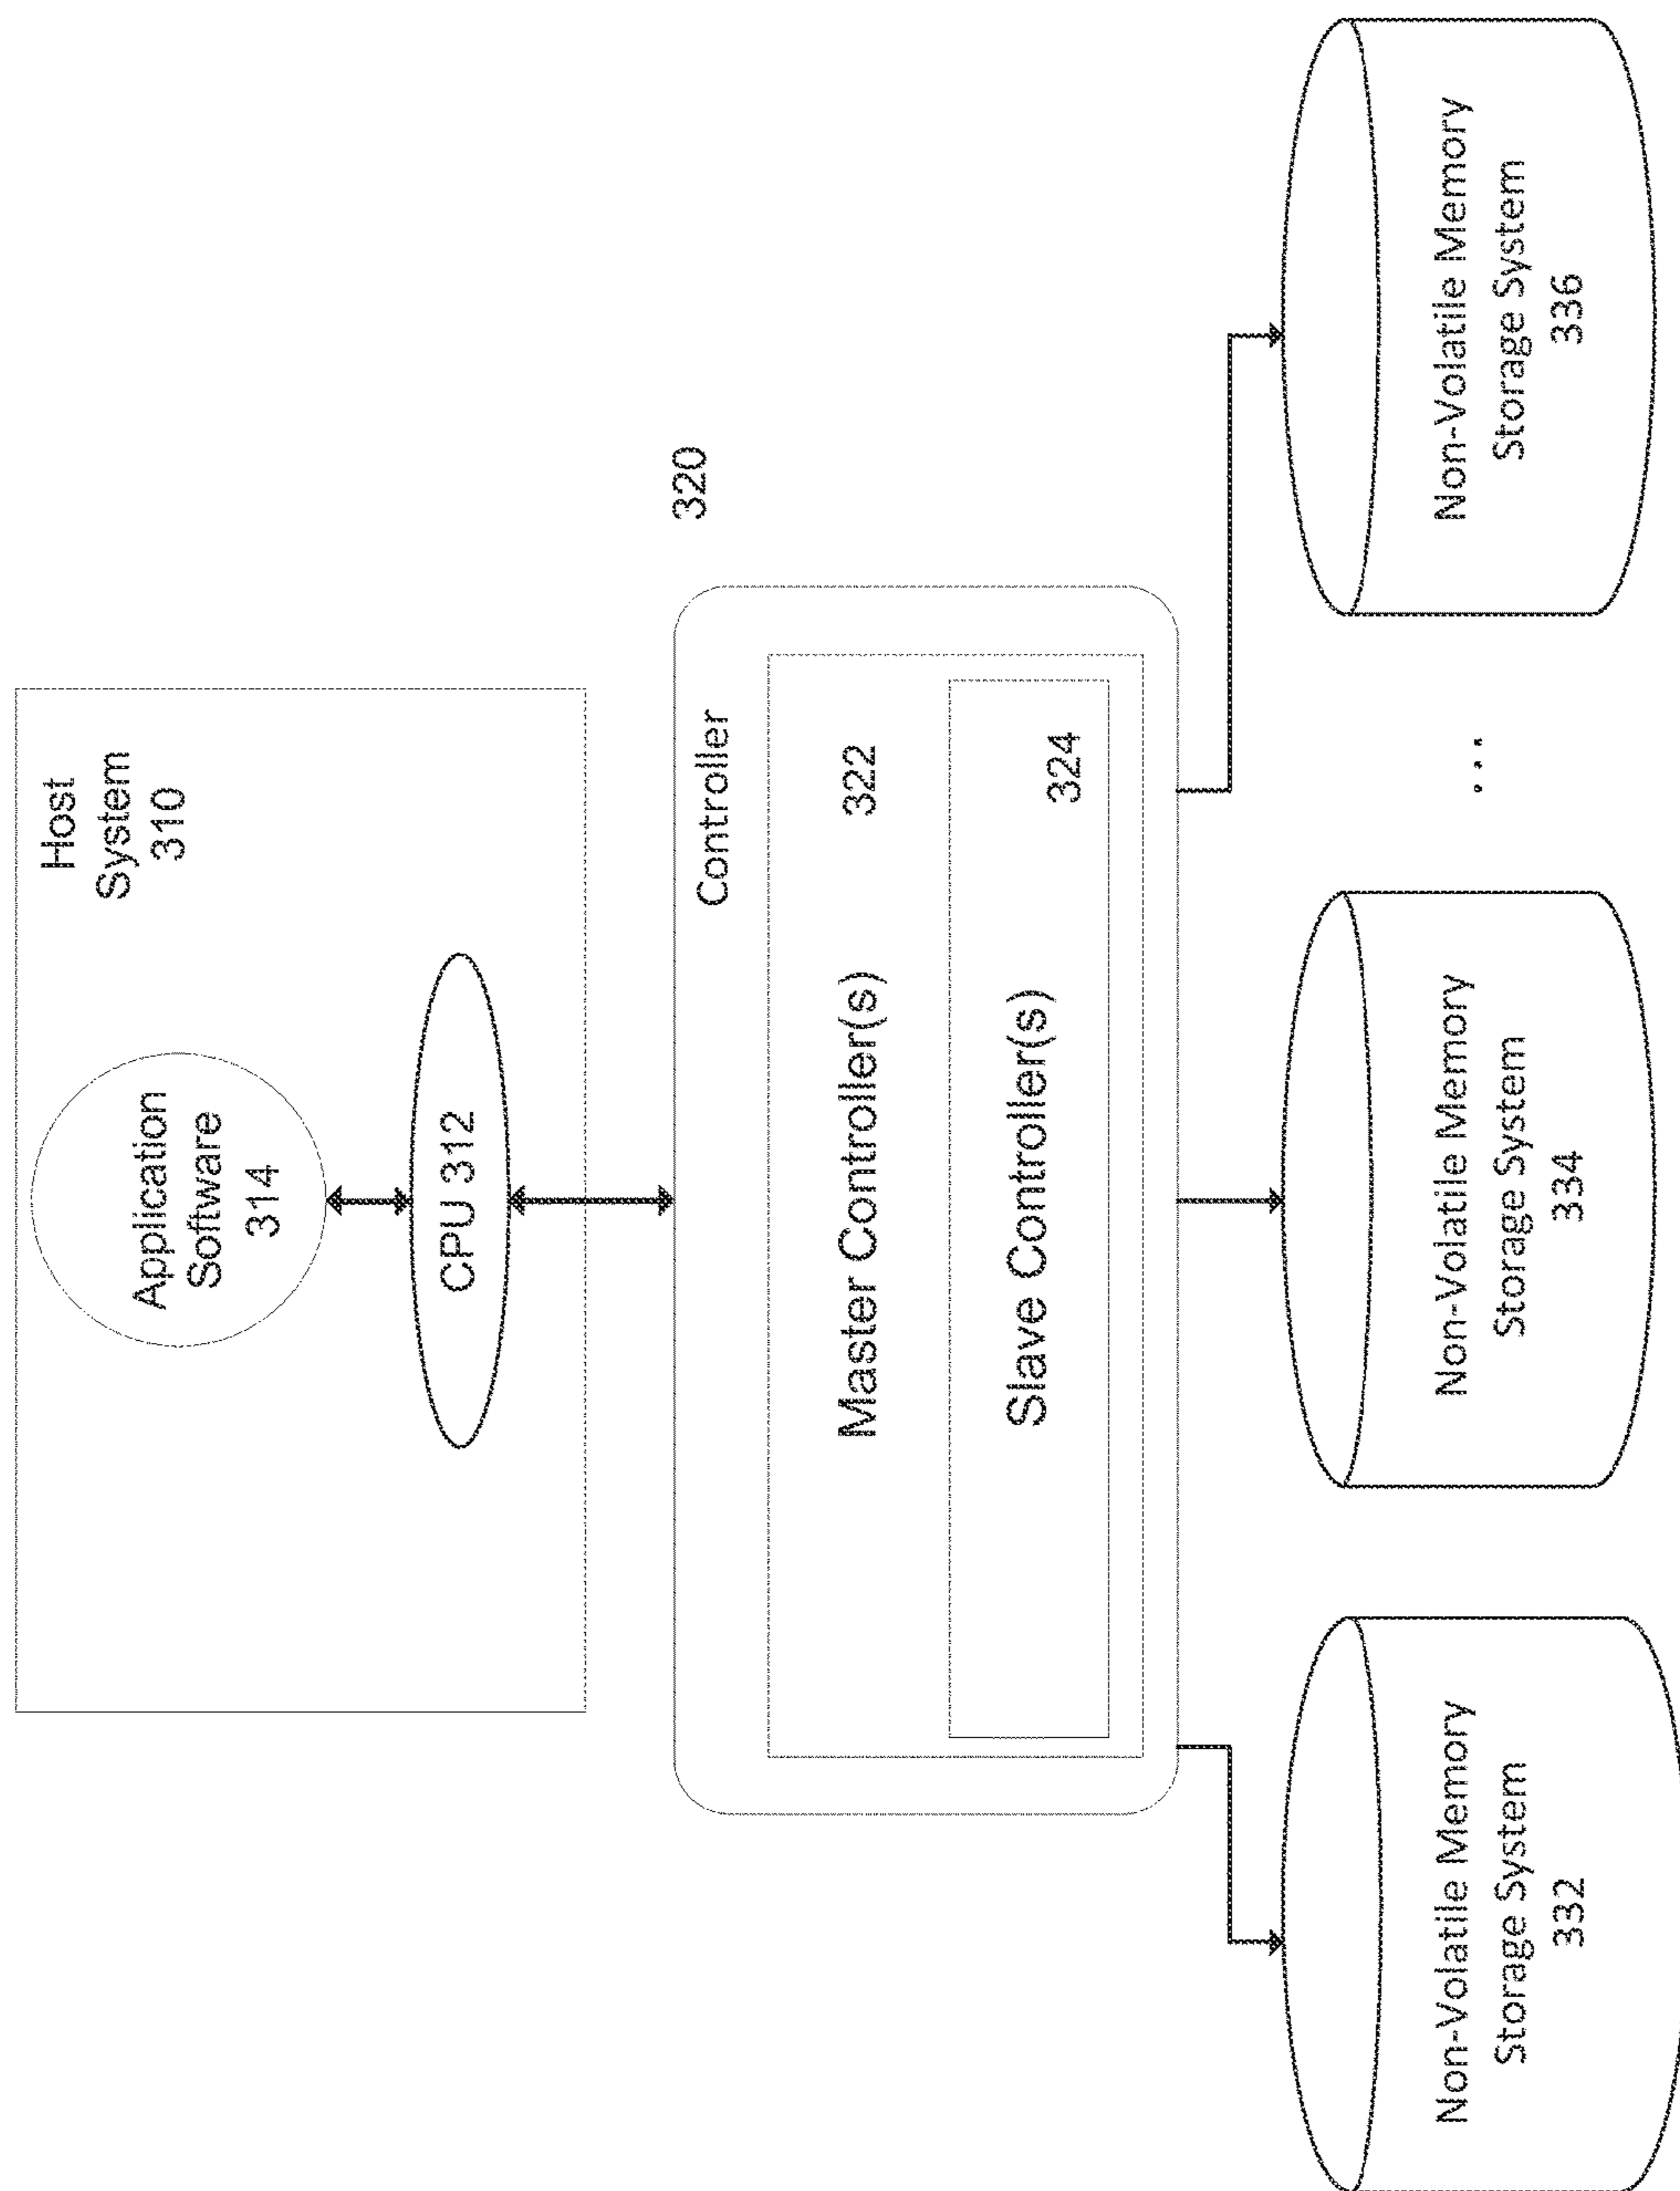 Host
System
310
Application
Software
314
CPU 312
320
Controller
Master Controller(s)
322
Slave Controller(s)
324
Non-Volatile Memory
Storage System
332
Non-Volatile Memory
Storage System
334
...
Non-Volatile Memory
Storage System
336